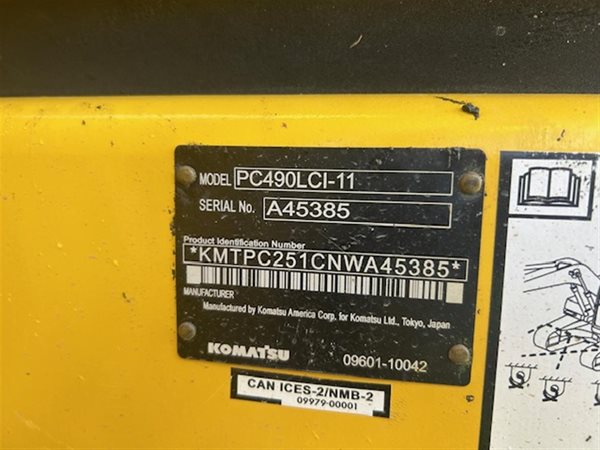 MODEL PC490LCI-11
SERIAL No. A45385
Product Identification Number
*KMTPC251CNWA45385*
MANUFACTURER
Manufactured by Komatsu America Corp. for Komatsu Ltd., Tokyo, Japan
KOMATSU 09601-10042
CAN ICES-2/NMB-2
09979-00001